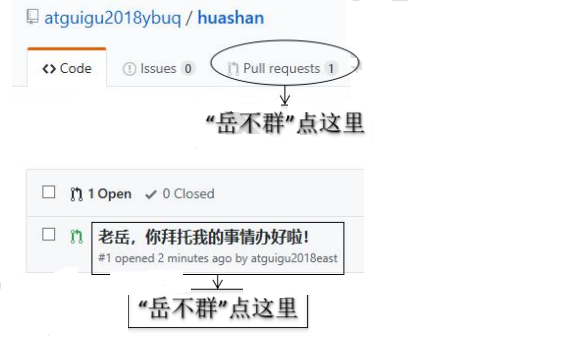 atguigu2018ybuq / huashan
Code Issues 0 Pull requests 1
“岳不群”点这里
1 Open 0 Closed
老岳，你拜托我的事情办好啦！
#1 opened 2 minutes ago by atguigu2018east
“岳不群”点这里